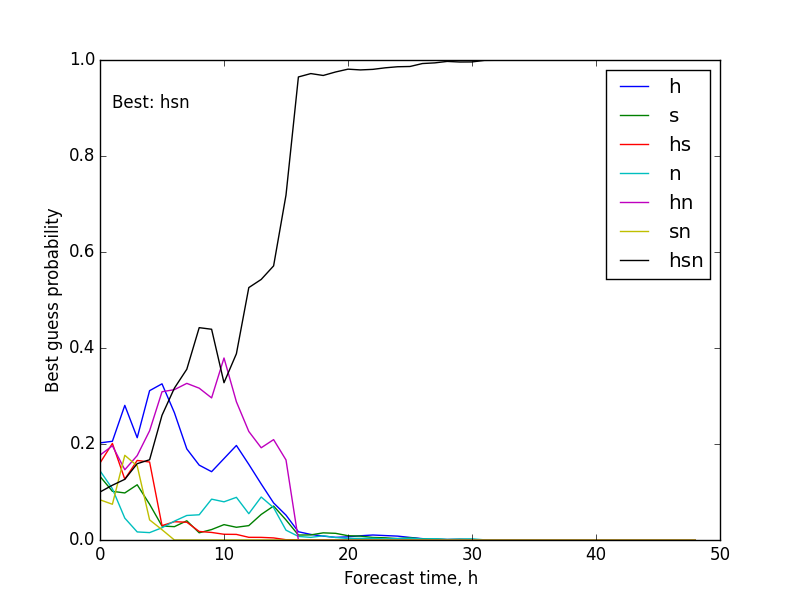 1.0
0.8
0.6
0.4
0.2
0.0
Best guess probability
Best: hsn
h
s
hs
n
hn
sn
hsn
0 10 20 30 40 50
Forecast time, h